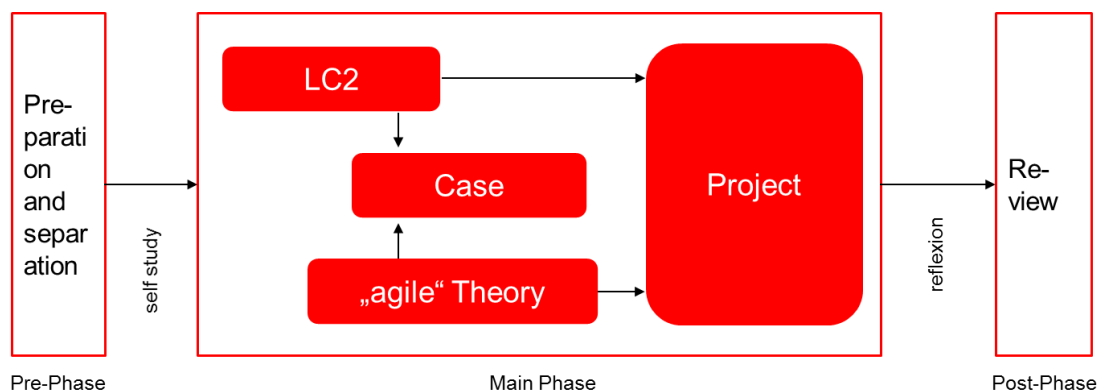 Pre-
parati
on
and
separ
ation
self study
LC2
Case
„agile“ Theory
Project
reflexion
Re-
view
Pre-Phase
Main Phase
Post-Phase